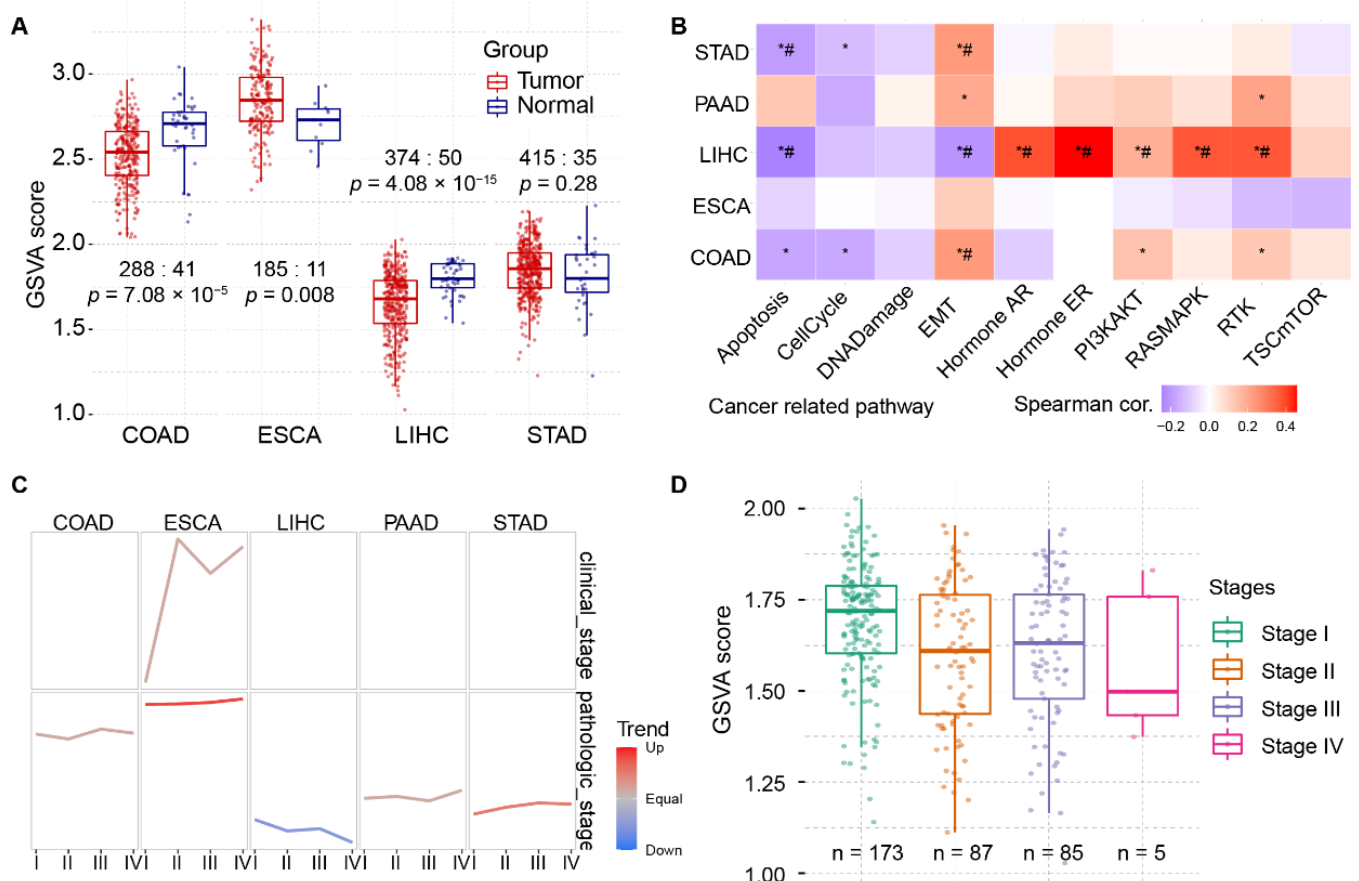 A
GSVA score
3.0
2.5
2.0
1.5
1.0
Group
Tumor
Normal
374 : 50
p = 4.08 × 10⁻¹⁵
415 : 35
p = 0.28
288 : 41
p = 7.08 × 10⁻⁵
185 : 11
p = 0.008
COAD
ESCA
LIHC
STAD
B
STAD
*#
*
*#
PAAD
*
*
LIHC
*#
*#
*#
*#
*#
*#
*#
ESCA
COAD
*
*
*#
*
*
Apoptosis
CellCycle
DNADamage
EMT
Hormone AR
Hormone ER
PI3KAKT
RASMAPK
RTK
TSCmTOR
Cancer related pathway
Spearman cor.
−0.2
0.0
0.2
0.4
C
COAD
ESCA
LIHC
PAAD
STAD
clinical_stage
pathologic_stage
I II III IV
I II III IV
I II III IV
I II III IV
I II III IV
Trend
Up
Equal
Down
D
GSVA score
2.00
1.75
1.50
1.25
1.00
n = 173
n = 87
n = 85
n = 5
Stages
Stage I
Stage II
Stage III
Stage IV